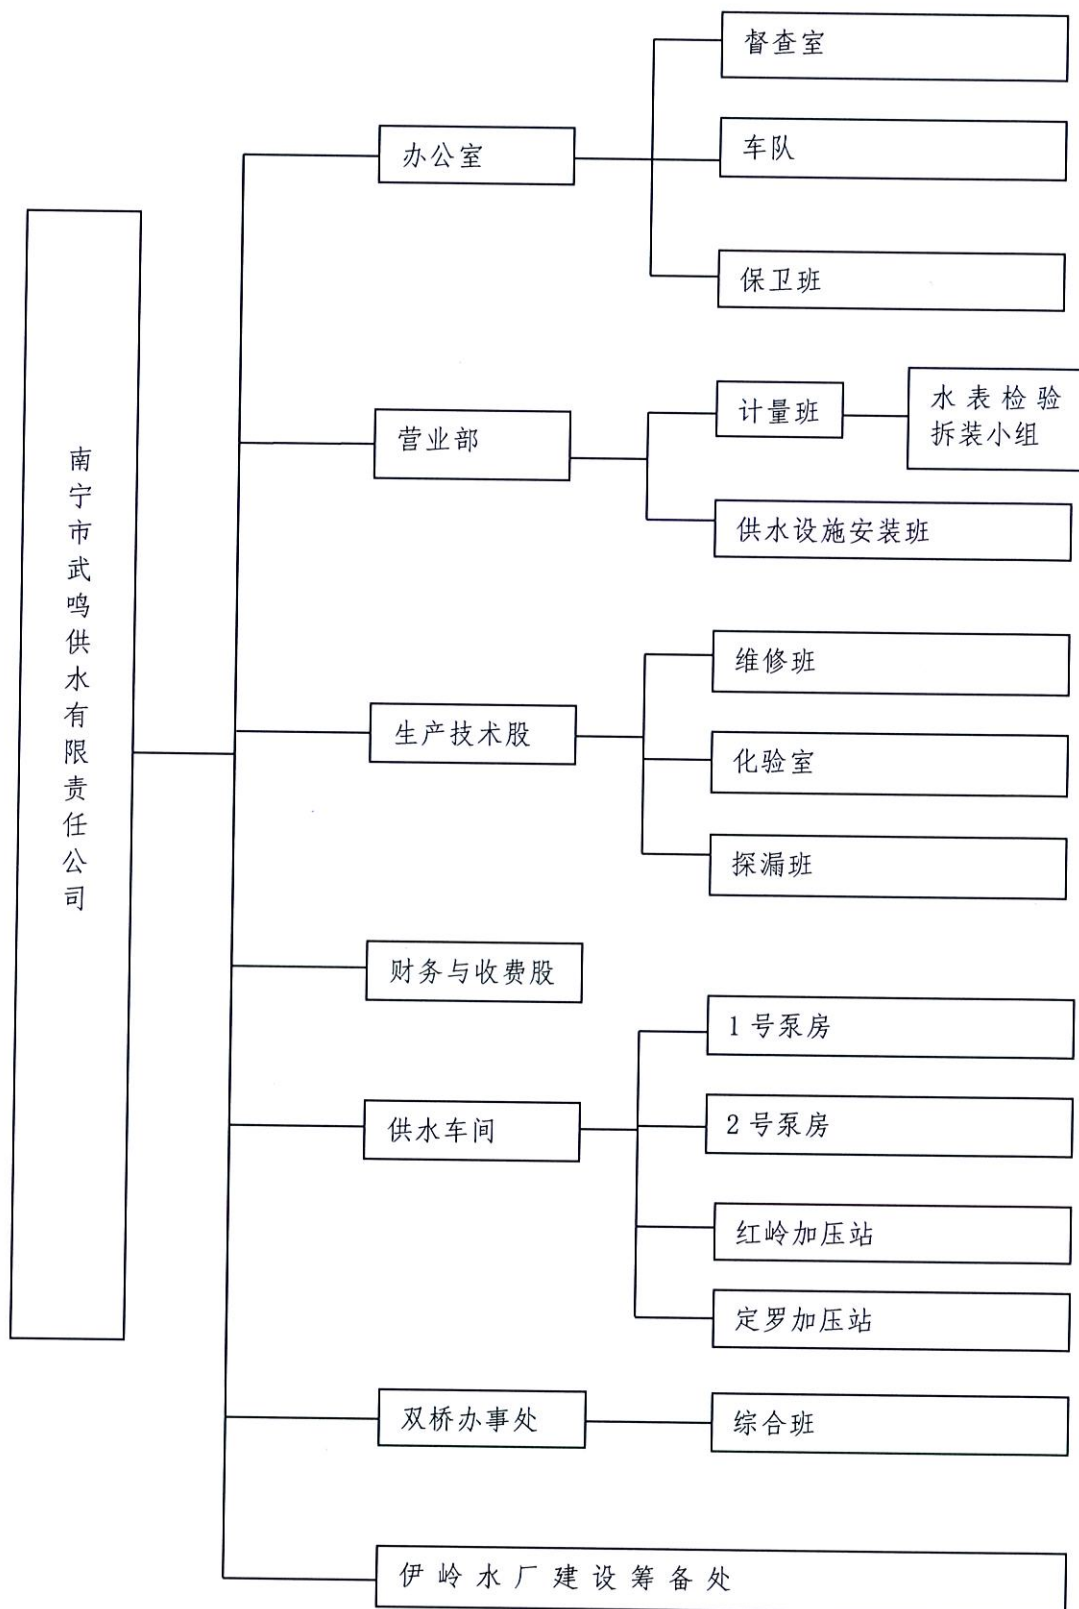 南宁市武鸣供水有限责任公司
办公室
督查室
车队
保卫班
营业部
计量班
水表检验
拆装小组
供水设施安装班
生产技术股
维修班
化验室
探漏班
财务与收费股
供水车间
1号泵房
2号泵房
红岭加压站
定罗加压站
双桥办事处
综合班
伊岭水厂建设筹备处